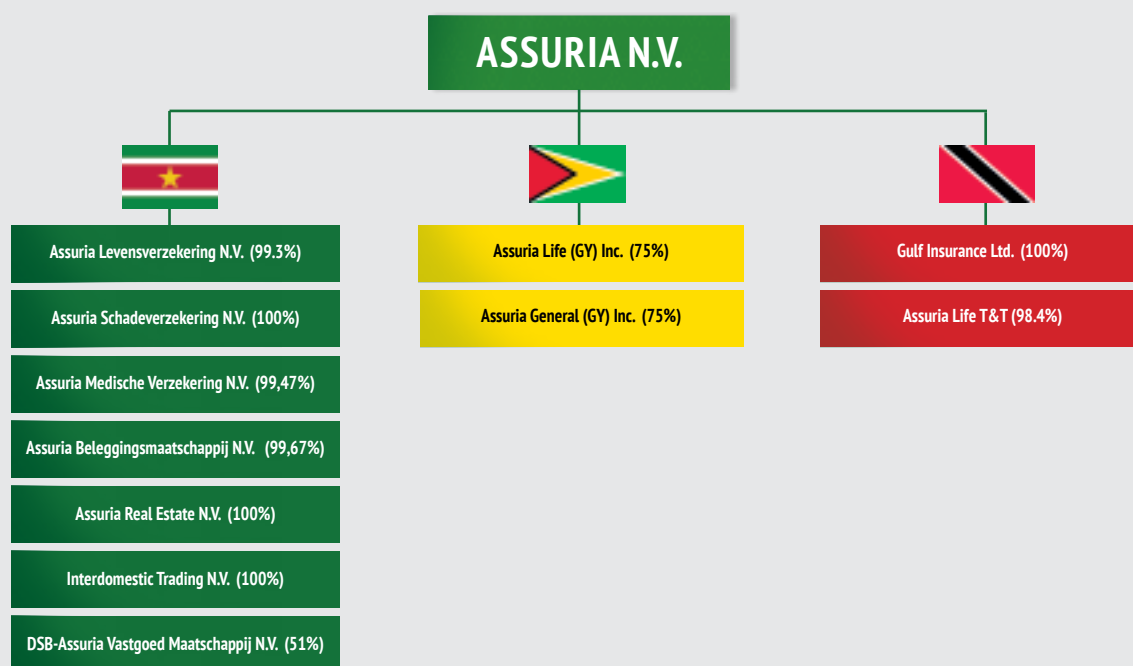 ASSURIA N.V.
Assuria Levensverzekering N.V. (99.3%)
Assuria Schadeverzekering N.V. (100%)
Assuria Medische Verzekering N.V. (99,47%)
Assuria Beleggingsmaatschappij N.V. (99,67%)
Assuria Real Estate N.V. (100%)
Interdomestic Trading N.V. (100%)
DSB-Assuria Vastgoed Maatschappij N.V. (51%)
Assuria Life (GY) Inc. (75%)
Assuria General (GY) Inc. (75%)
Gulf Insurance Ltd. (100%)
Assuria Life T&T (98.4%)